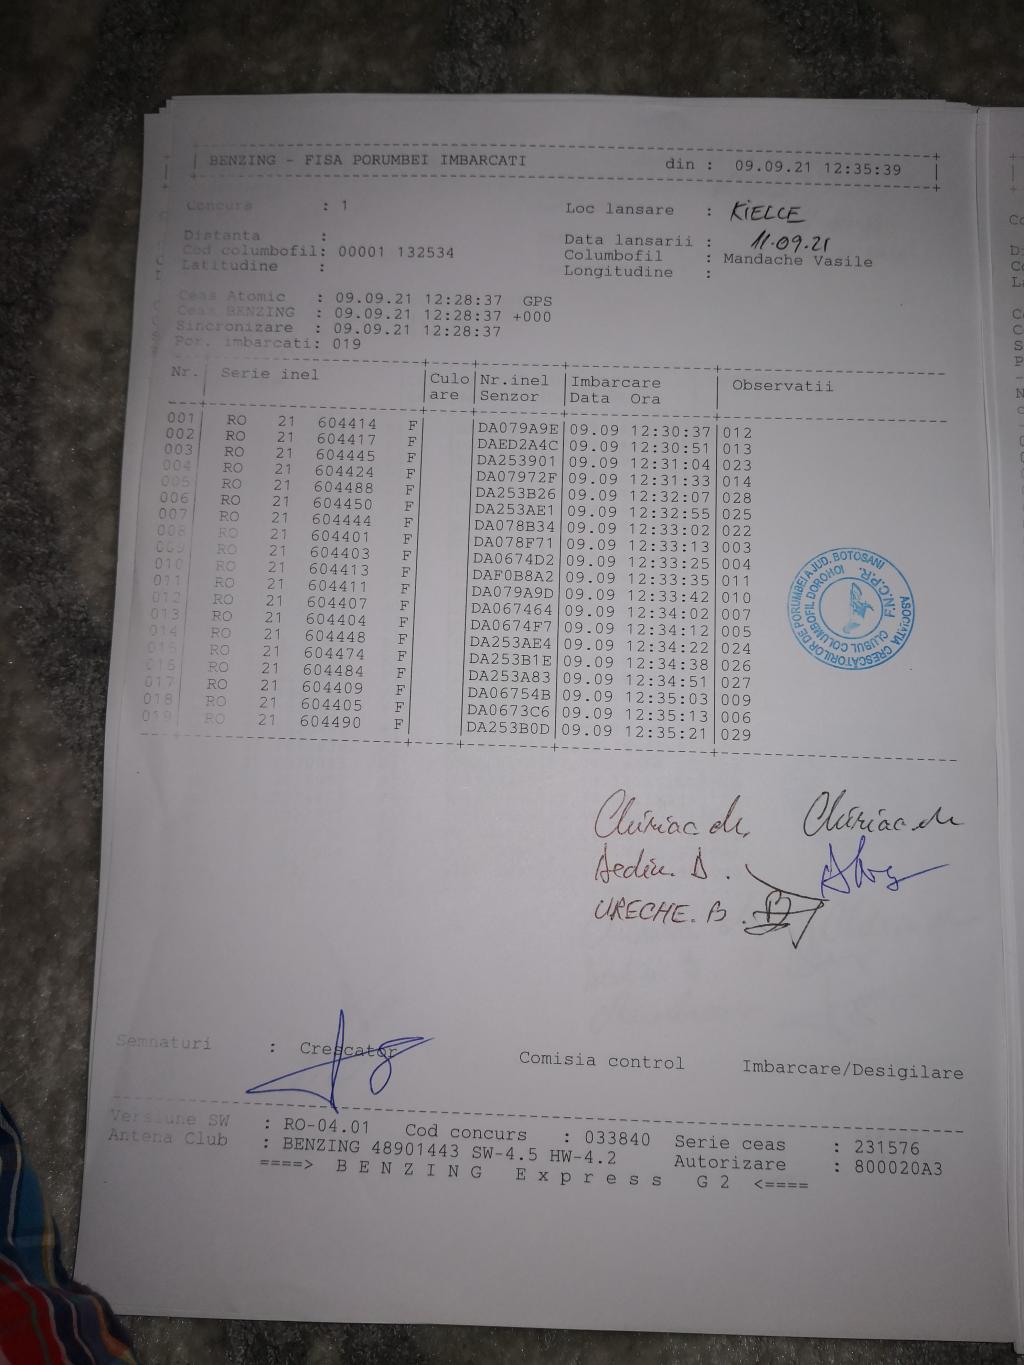 BENZING - FISA PORUMBEI IMBARCATI din : 09.09.21 12:35:39
Concurs : 1 Loc lansare : KIELCE
Distanta : Data lansarii : 11.09.21
Cod columbofil: 00001 132534 Columbofil : Mandache Vasile
Latitudine : Longitudine :
Ceas Atomic : 09.09.21 12:28:37 GPS
Ceas BENZING : 09.09.21 12:28:37 +000
Sincronizare : 09.09.21 12:28:37
Por. imbarcati: 019
Nr. Serie inel Culo Nr.inel Imbarcare Observatii
are Senzor Data Ora
001 RO 21 604414 F DA079A9E 09.09 12:30:37 012
002 RO 21 604417 F DAED2A4C 09.09 12:30:51 013
003 RO 21 604445 F DA253901 09.09 12:31:04 023
004 RO 21 604424 F DA07972F 09.09 12:31:33 014
005 RO 21 604488 F DA253B26 09.09 12:32:07 028
006 RO 21 604450 F DA253AE1 09.09 12:32:55 025
007 RO 21 604444 F DA078B34 09.09 12:33:02 022
008 RO 21 604401 F DA078F71 09.09 12:33:13 003
009 RO 21 604403 F DA0674D2 09.09 12:33:25 004
010 RO 21 604413 F DAF0B8A2 09.09 12:33:35 011
011 RO 21 604411 F DA079A9D 09.09 12:33:42 010
012 RO 21 604407 F DA067464 09.09 12:34:02 007
013 RO 21 604404 F DA0674F7 09.09 12:34:12 005
014 RO 21 604448 F DA253AE4 09.09 12:34:22 024
015 RO 21 604474 F DA253B1E 09.09 12:34:38 026
016 RO 21 604484 F DA253A83 09.09 12:34:51 027
017 RO 21 604409 F DA06754B 09.09 12:35:03 009
018 RO 21 604405 F DA0673C6 09.09 12:35:13 006
019 RO 21 604490 F DA253B0D 09.09 12:35:21 029
ASOCIATIA CRESCATORILOR DE PORUMBEI A JUD. BOTOSANI
CLUBUL COLUMBOFIL DOROHOI
F.N.C.P.R.
Chiriac Chiriac
URECHE. B.
Semnaturi : Crescator Comisia control Imbarcare/Desigilare
Versiune SW : RO-04.01 Cod concurs : 033840 Serie ceas : 231576
Antena Club : BENZING 48901443 SW-4.5 HW-4.2 Autorizare : 800020A3
====> B E N Z I N G E x p r e s s G 2 <====